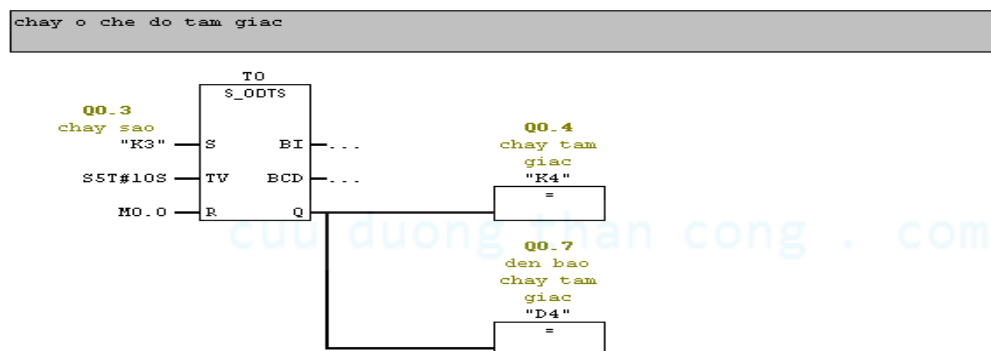 chay o che do tam giac
T0
S_ODTS
Q0.3
chay sao
"K3"
S
BI
...
S5T#10S
TV
BCD
...
M0.0
R
Q
Q0.4
chay tam
giac
"K4"
=
cuu duong than cong . com
Q0.7
den bao
chay tam
giac
"D4"
=